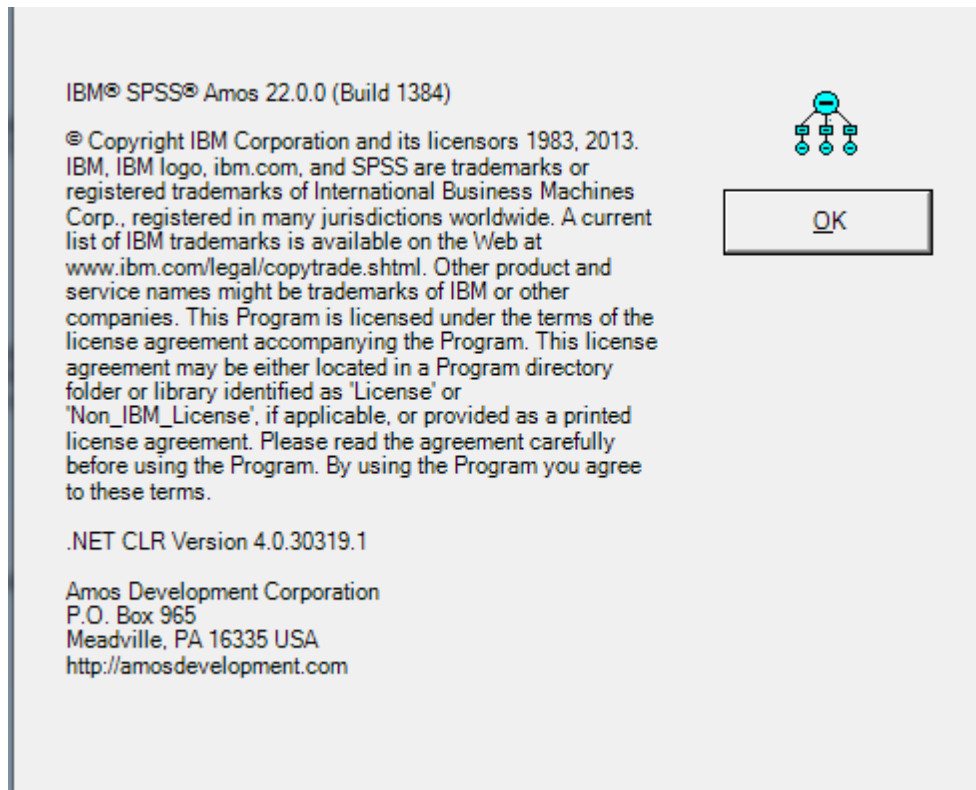 IBM® SPSS® Amos 22.0.0 (Build 1384)
© Copyright IBM Corporation and its licensors 1983, 2013.
IBM, IBM logo, ibm.com, and SPSS are trademarks or
registered trademarks of International Business Machines
Corp., registered in many jurisdictions worldwide. A current
list of IBM trademarks is available on the Web at
www.ibm.com/legal/copytrade.shtml. Other product and
service names might be trademarks of IBM or other
companies. This Program is licensed under the terms of the
license agreement accompanying the Program. This license
agreement may be either located in a Program directory
folder or library identified as 'License' or
'Non_IBM_License', if applicable, or provided as a printed
license agreement. Please read the agreement carefully
before using the Program. By using the Program you agree
to these terms.
.NET CLR Version 4.0.30319.1
Amos Development Corporation
P.O. Box 965
Meadville, PA 16335 USA
http://amosdevelopment.com
OK